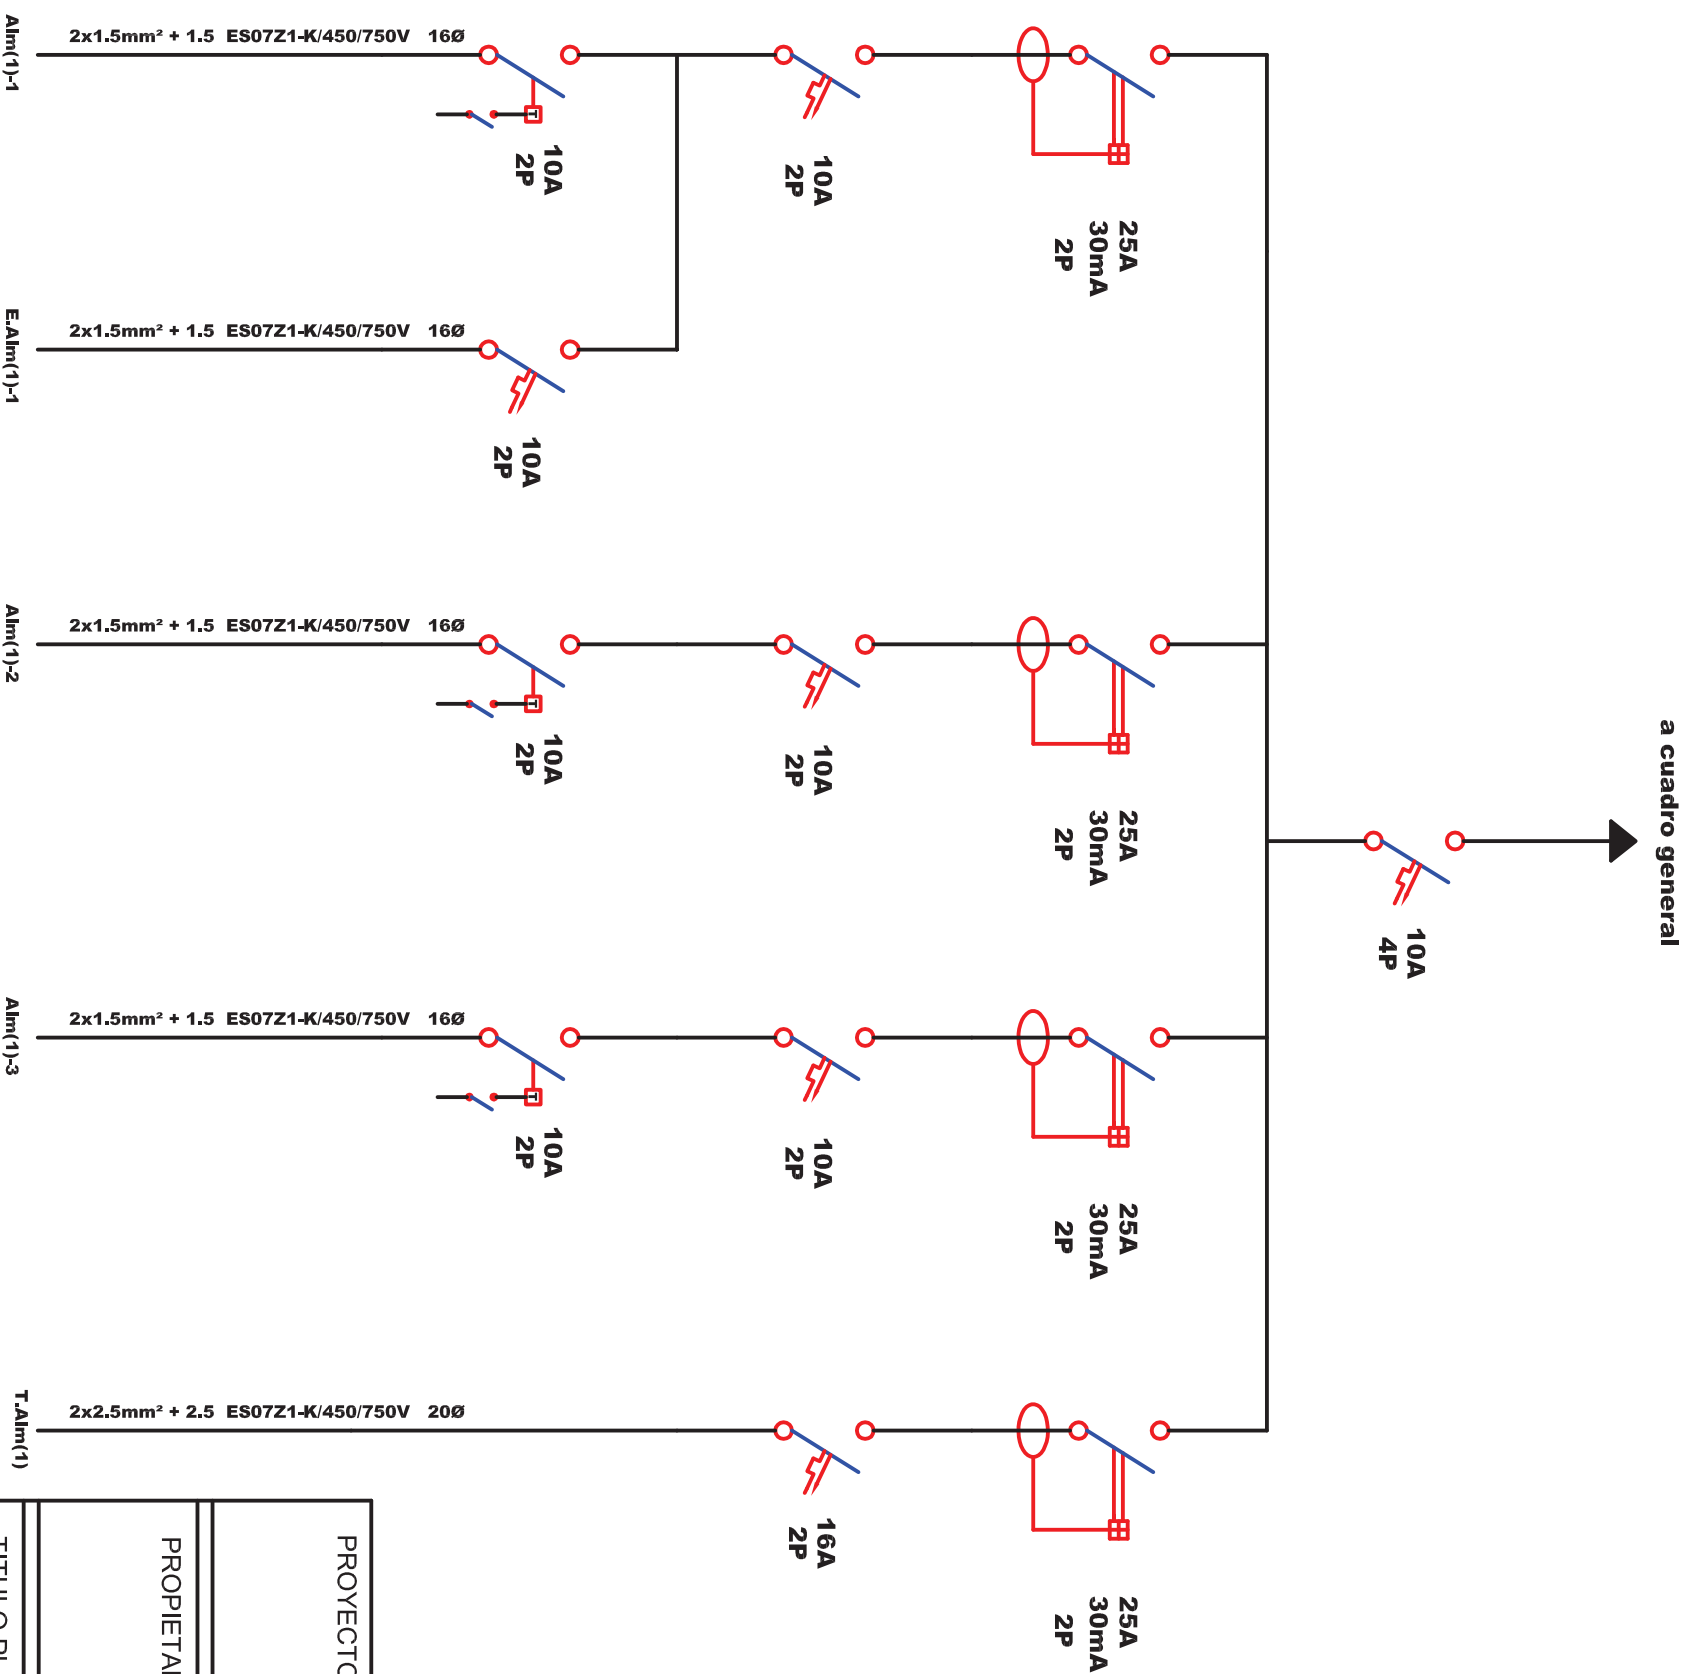 a cuadro general
10A
4P
25A
30mA
2P
25A
30mA
2P
25A
30mA
2P
25A
30mA
2P
10A
2P
10A
2P
10A
2P
16A
2P
10A
2P
10A
2P
10A
2P
10A
2P
T
T
T
2x1.5mm² + 1.5 ES07Z1-K/450/750V 16Ø
2x1.5mm² + 1.5 ES07Z1-K/450/750V 16Ø
2x1.5mm² + 1.5 ES07Z1-K/450/750V 16Ø
2x1.5mm² + 1.5 ES07Z1-K/450/750V 16Ø
2x2.5mm² + 2.5 ES07Z1-K/450/750V 20Ø
Alm(1)-1
E.Alm(1)-1
Alm(1)-2
Alm(1)-3
T.Alm(1)
PROYECTO